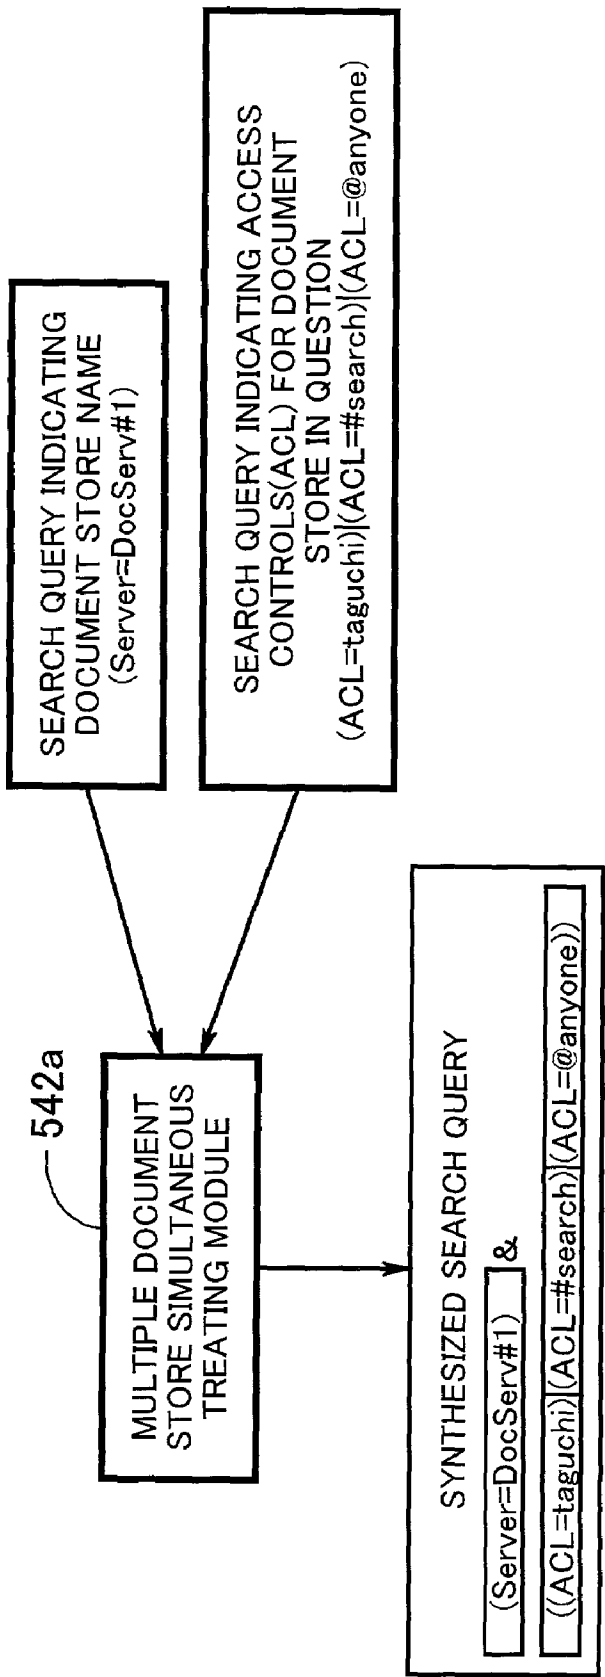 SEARCH QUERY INDICATING
DOCUMENT STORE NAME
(Server=DocServ#1)
SEARCH QUERY INDICATING ACCESS
CONTROLS(ACL) FOR DOCUMENT
STORE IN QUESTION
(ACL=taguchi)|(ACL=#search)|(ACL=@anyone)
542a
MULTIPLE DOCUMENT
STORE SIMULTANEOUS
TREATING MODULE
SYNTHESIZED SEARCH QUERY
(Server=DocServ#1) &
((ACL=taguchi)|(ACL=#search)|(ACL=@anyone))